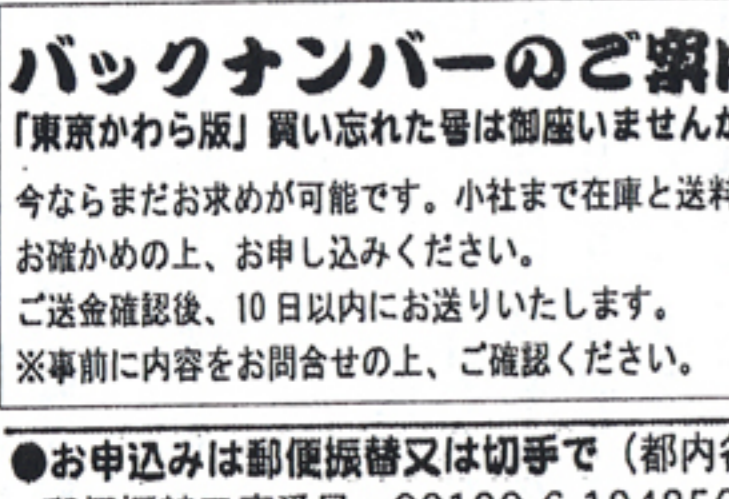 バックナンバーのご案
「東京かわら版」買い忘れた号は御座いませんか
今ならまだお求めが可能です。小社まで在庫と送料
お確かめの上、お申し込みください。
ご送金確認後、10日以内にお送りいたします。
※事前に内容をお問合せの上、ご確認ください。
●お申込みは郵便振替又は切手で（都内